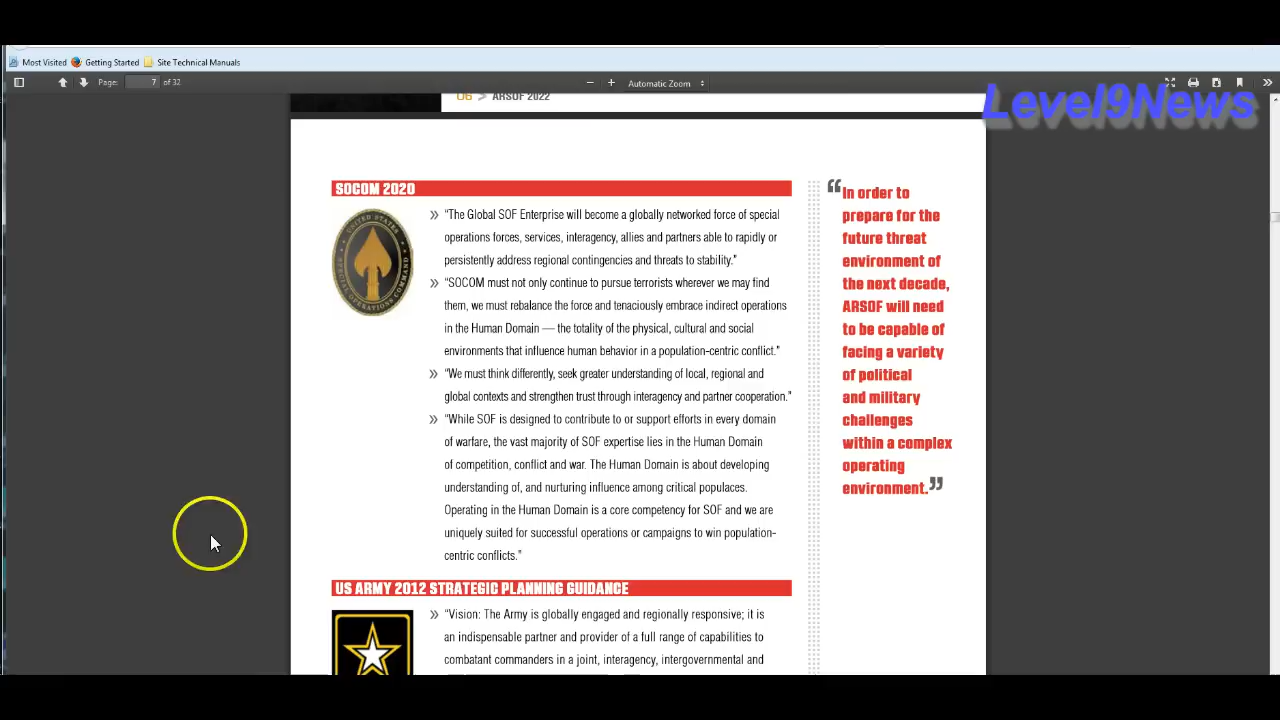 Most Visited Getting Started Site Technical Manuals
Page: 7 of 32 Automatic Zoom
Level9News
06 > ARSOF 2022
SOCOM 2020
» “The Global SOF Enterprise will become a globally networked force of special
operations forces, services, interagency, allies and partners able to rapidly or
persistently address regional contingencies and threats to stability.”
» “SOCOM must not only continue to pursue terrorists wherever we may find
them, we must rebalance the force and tenaciously embrace indirect operations
in the Human Domain — the totality of the physical, cultural and social
environments that influence human behavior in a population-centric conflict.”
» “We must think differently, seek greater understanding of local, regional and
global contexts and strengthen trust through interagency and partner cooperation.”
» “While SOF is designed to contribute to or support efforts in every domain
of warfare, the vast majority of SOF expertise lies in the Human Domain
of competition, conflict and war. The Human Domain is about developing
understanding of, and nurturing influence among critical populaces.
Operating in the Human Domain is a core competency for SOF and we are
uniquely suited for successful operations or campaigns to win population-
centric conflicts.”
“In order to
prepare for the
future threat
environment of
the next decade,
ARSOF will need
to be capable of
facing a variety
of political
and military
challenges
within a complex
operating
environment.”
UNITED STATES SPECIAL OPERATIONS COMMAND
US ARMY 2012 STRATEGIC PLANNING GUIDANCE
» “Vision: The Army is globally engaged and regionally responsive; it is
an indispensable partner and provider of a full range of capabilities to
combatant commanders in a joint, interagency, intergovernmental and